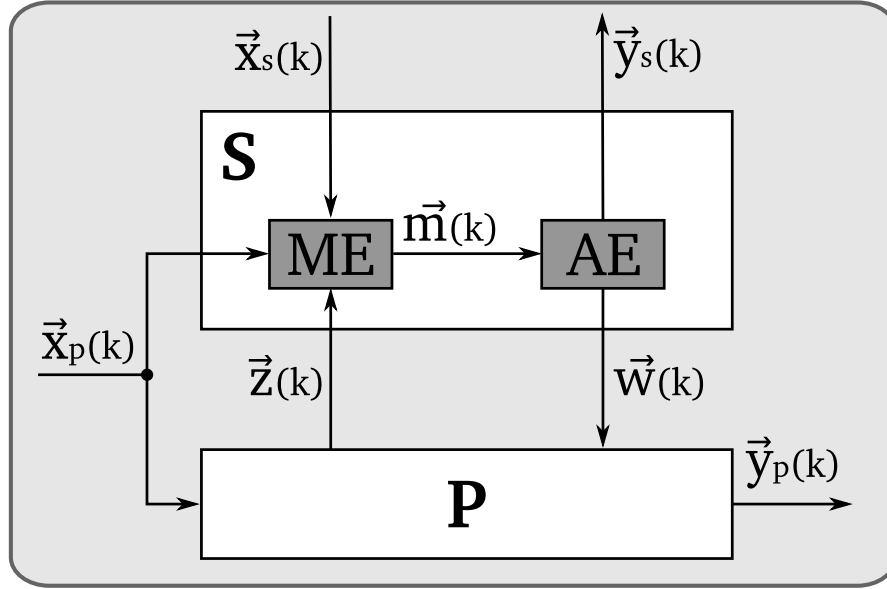 x⃗s(k) y⃗s(k)
S
ME m⃗(k) AE
x⃗p(k) z⃗(k) w⃗(k)
P y⃗p(k)